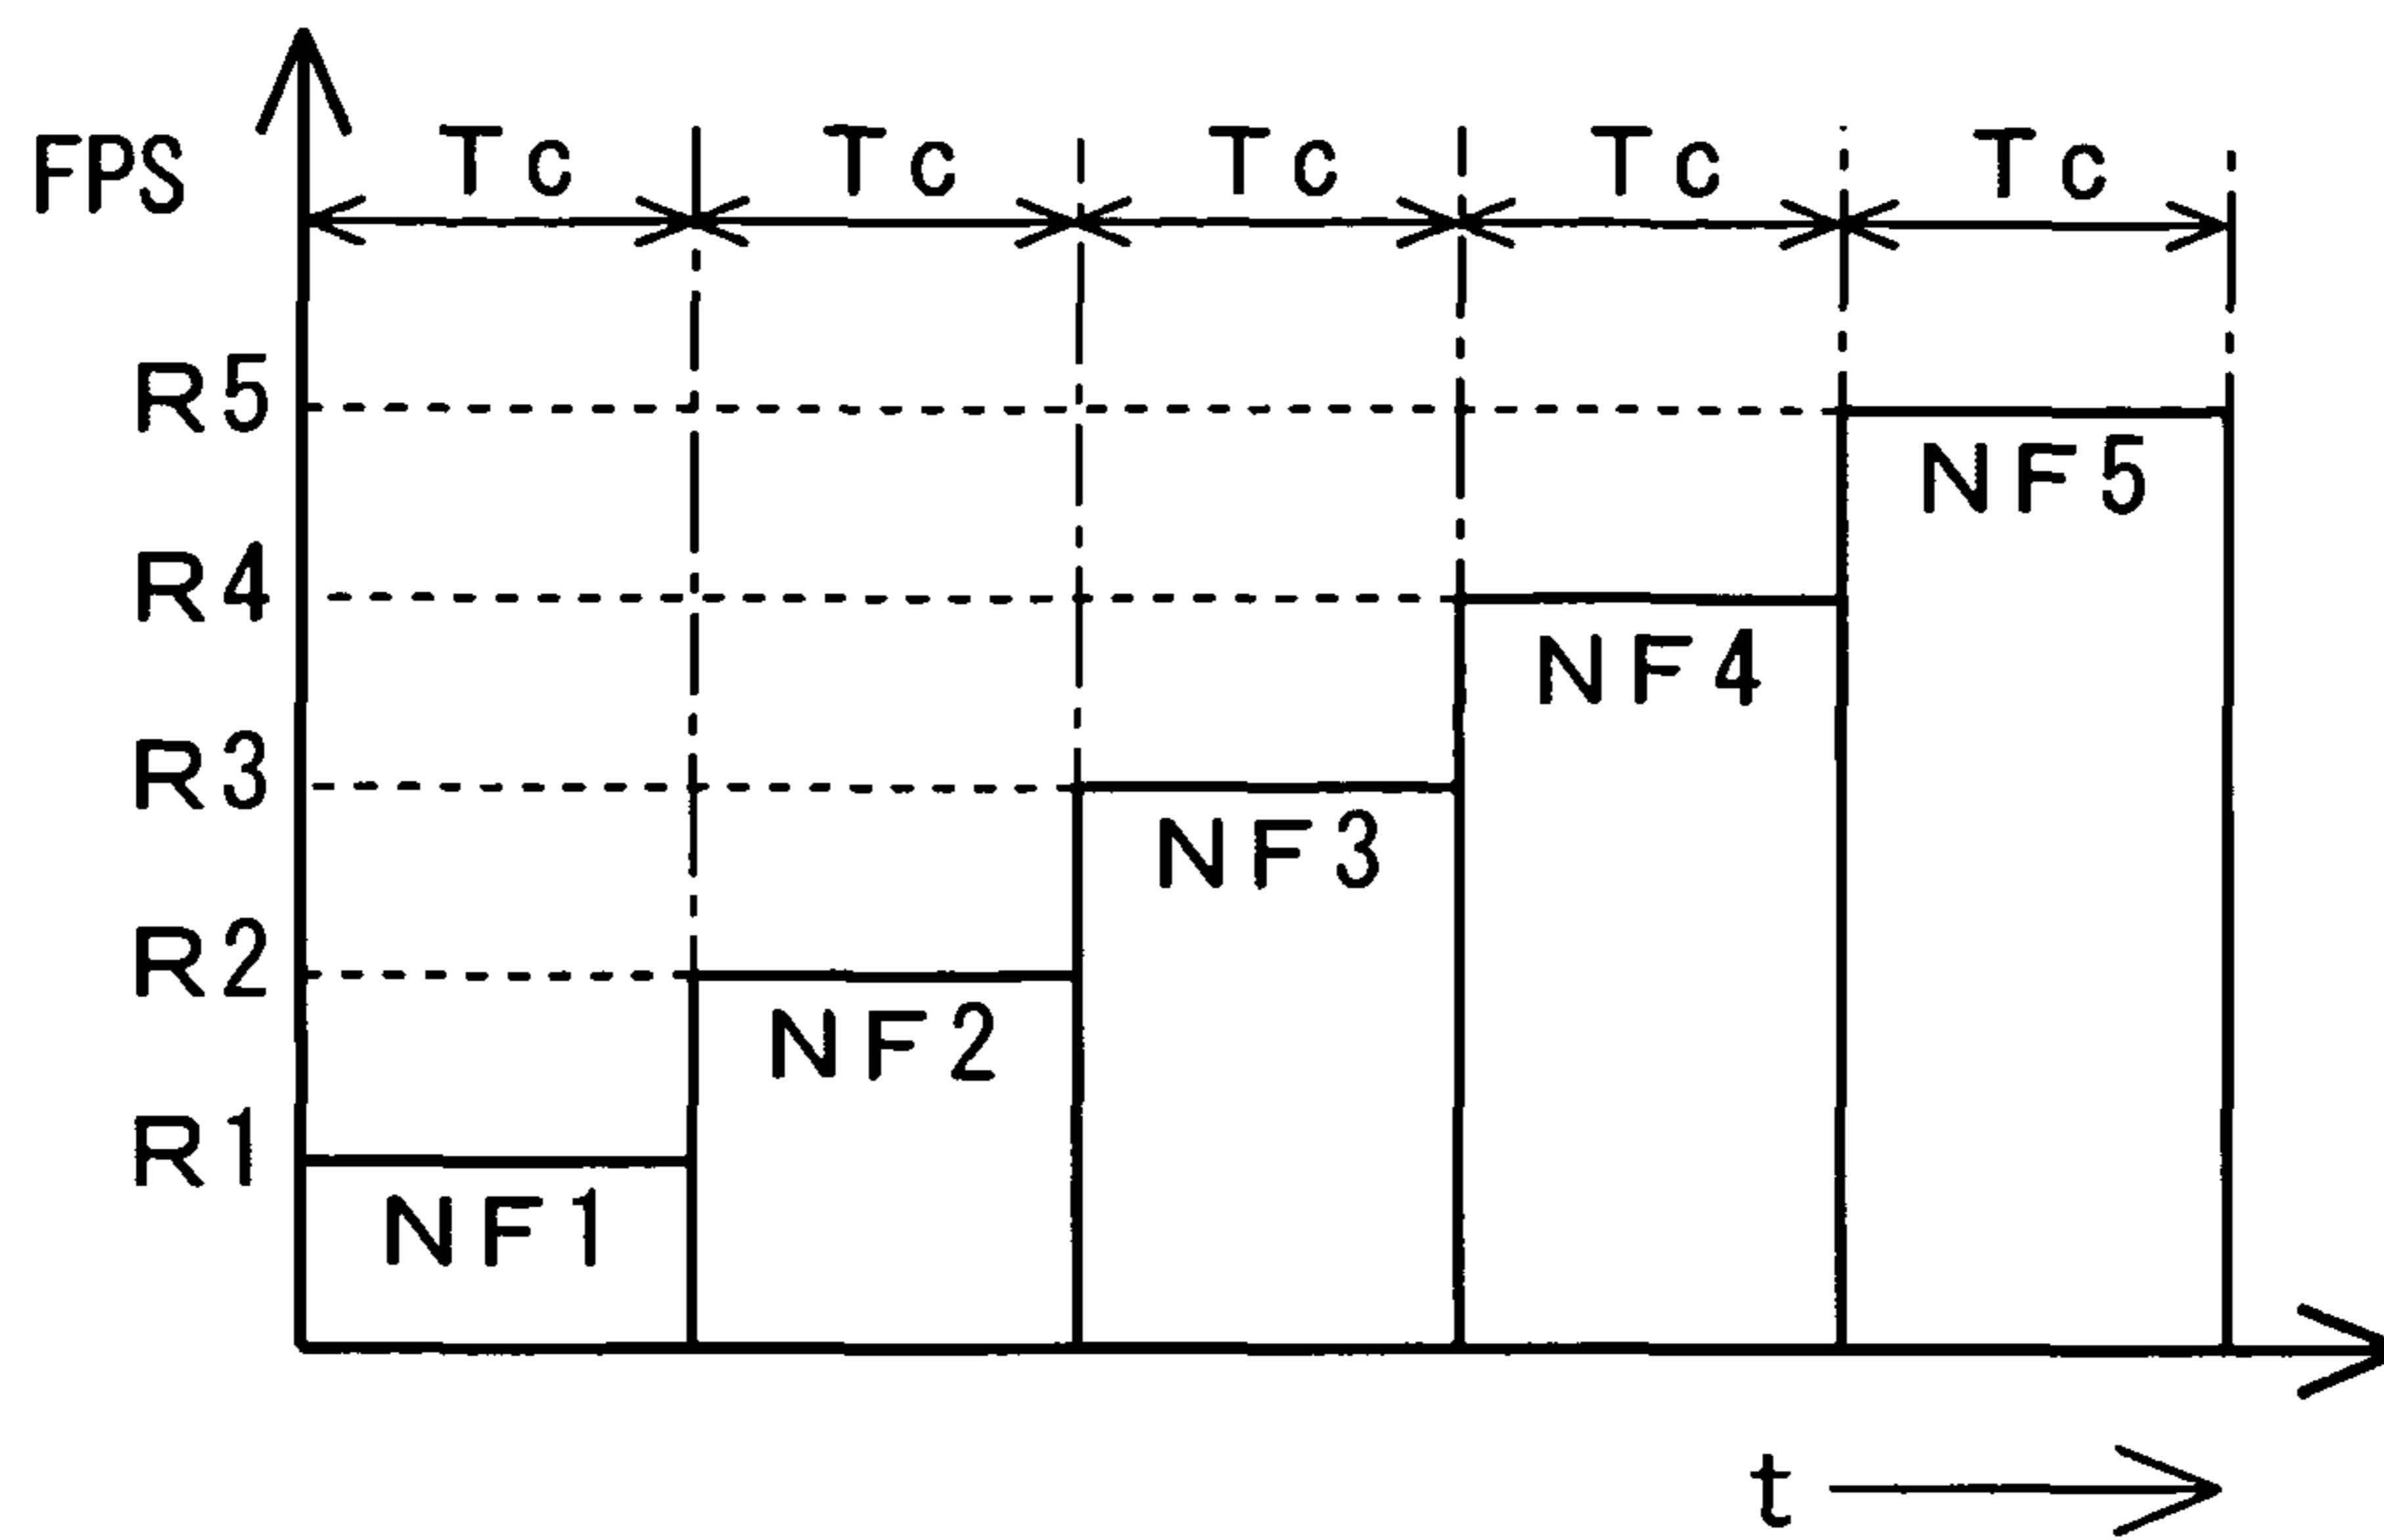 FPS Tc Tc Tc Tc Tc
R5
NF5
R4
NF4
R3
NF3
R2
NF2
R1
NF1
t